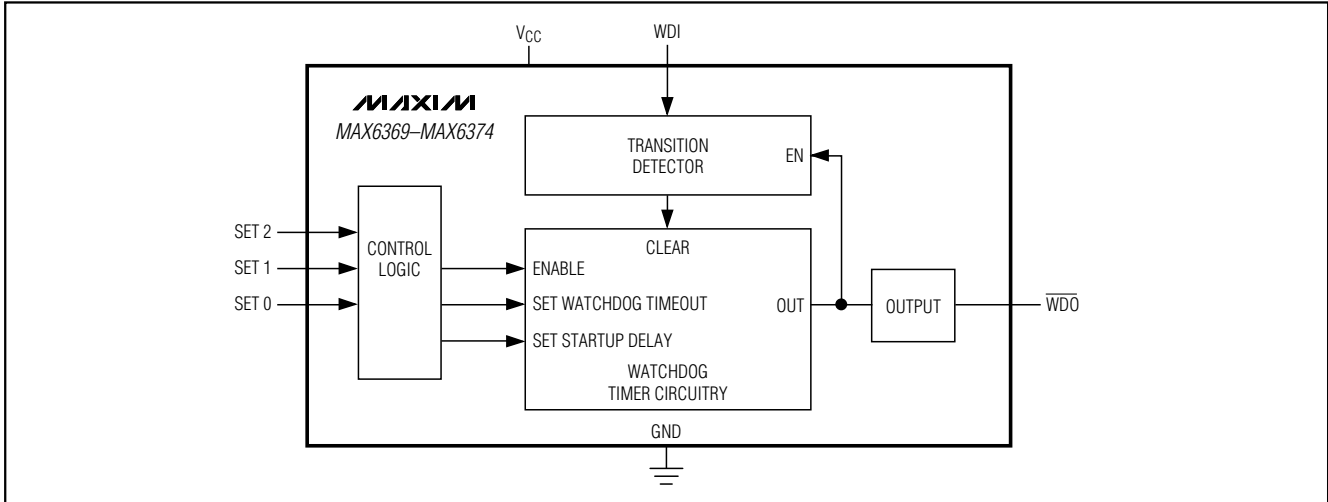 VCC
WDI
MAXIM
MAX6369–MAX6374
TRANSITION
DETECTOR
EN
SET 2
SET 1
SET 0
CONTROL
LOGIC
CLEAR
ENABLE
SET WATCHDOG TIMEOUT
SET STARTUP DELAY
OUT
WATCHDOG
TIMER CIRCUITRY
OUTPUT
W̅D̅O̅
GND